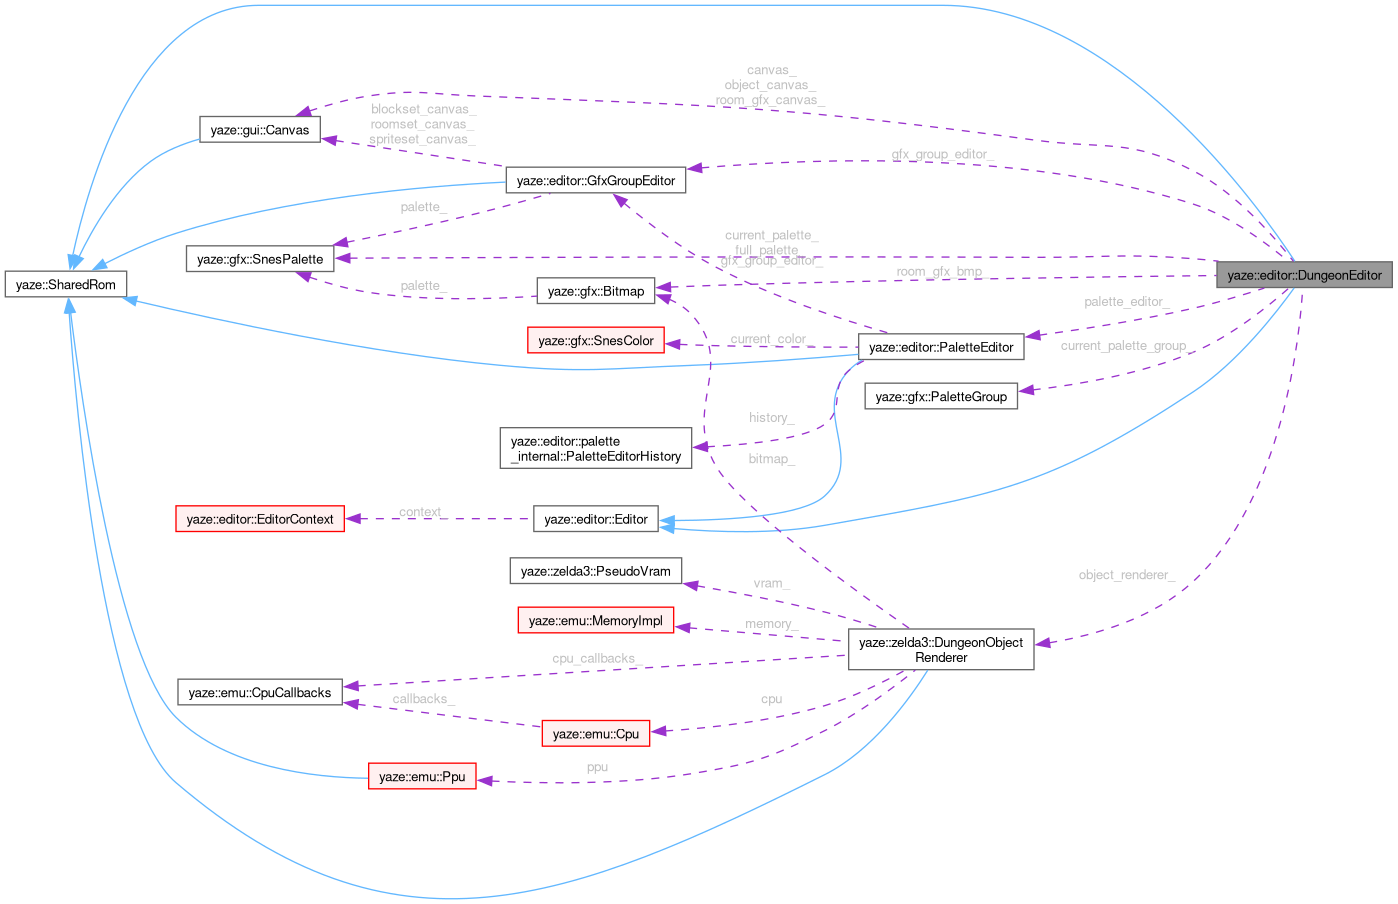 canvas_
object_canvas_
room_gfx_canvas_
blockset_canvas_
roomset_canvas_
spriteset_canvas_
yaze::gui::Canvas
gfx_group_editor_
yaze::editor::GfxGroupEditor
palette_
current_palette_
full_palette_
gfx_group_editor_
yaze::gfx::SnesPalette
yaze::SharedRom
palette_
yaze::gfx::Bitmap
room_gfx_bmp_
yaze::editor::DungeonEditor
palette_editor_
yaze::gfx::SnesColor
current_color_
yaze::editor::PaletteEditor
current_palette_group_
yaze::gfx::PaletteGroup
history_
yaze::editor::palette
_internal::PaletteEditorHistory
bitmap_
yaze::editor::EditorContext
context_
yaze::editor::Editor
yaze::zelda3::PseudoVram
vram_
object_renderer_
yaze::emu::MemoryImpl
memory_
yaze::zelda3::DungeonObject
Renderer
cpu_callbacks_
yaze::emu::CpuCallbacks
callbacks_
cpu
yaze::emu::Cpu
yaze::emu::Ppu
ppu